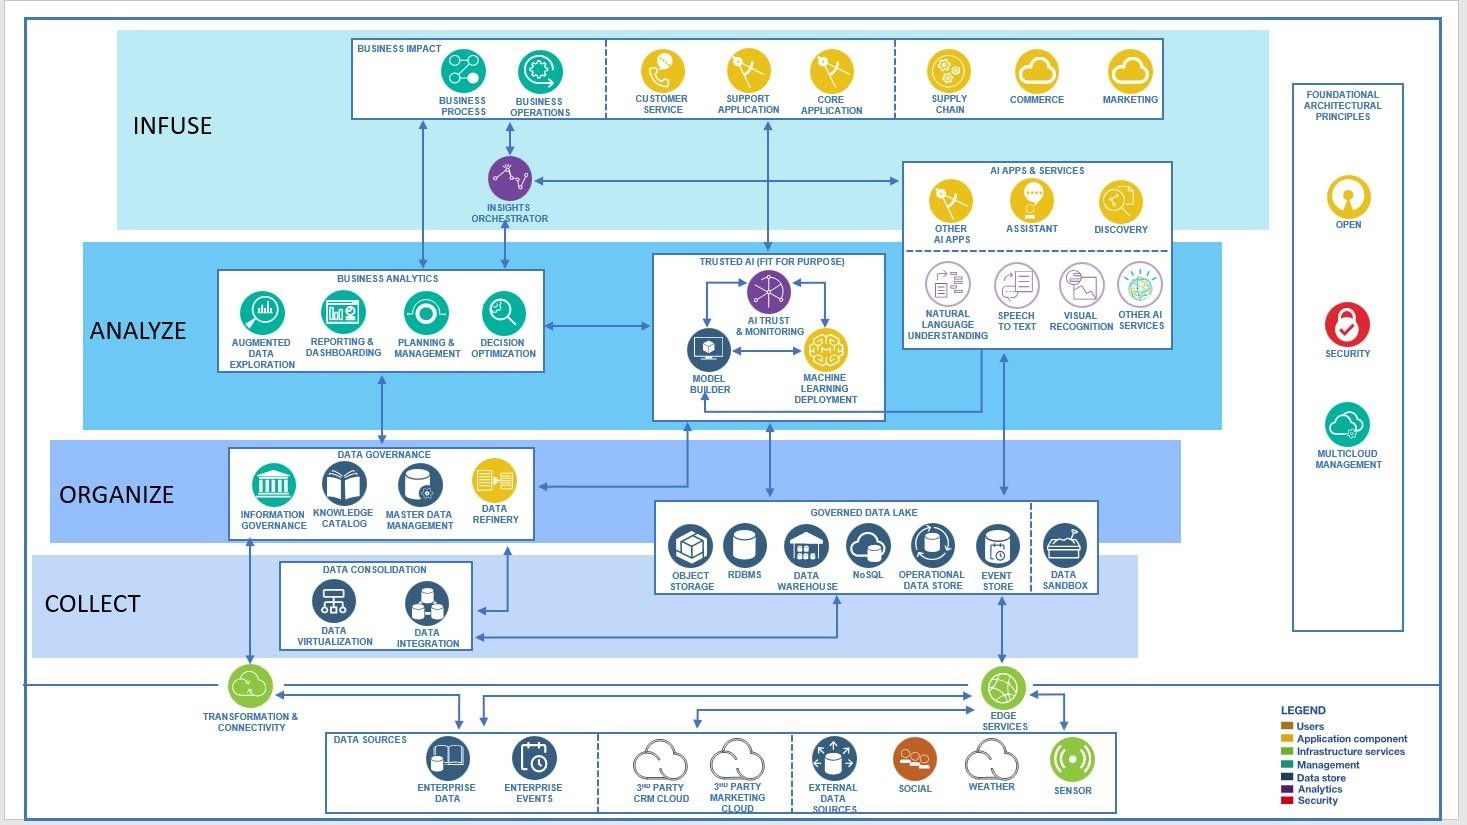 INFUSE
BUSINESS IMPACT
BUSINESS
PROCESS
BUSINESS
OPERATIONS
CUSTOMER
SERVICE
SUPPORT
APPLICATION
CORE
APPLICATION
SUPPLY
CHAIN
COMMERCE
MARKETING
INSIGHTS
ORCHESTRATOR
AI APPS & SERVICES
OTHER
AI APPS
ASSISTANT
DISCOVERY
NATURAL
LANGUAGE
UNDERSTANDING
SPEECH
TO TEXT
VISUAL
RECOGNITION
OTHER AI
SERVICES
ANALYZE
BUSINESS ANALYTICS
AUGMENTED
DATA
EXPLORATION
REPORTING &
DASHBOARDING
PLANNING &
MANAGEMENT
DECISION
OPTIMIZATION
TRUSTED AI (FIT FOR PURPOSE)
AI TRUST
& MONITORING
MODEL
BUILDER
MACHINE
LEARNING
DEPLOYMENT
ORGANIZE
DATA GOVERNANCE
INFORMATION
GOVERNANCE
KNOWLEDGE
CATALOG
MASTER DATA
MANAGEMENT
DATA
REFINERY
GOVERNED DATA LAKE
OBJECT
STORAGE
RDBMS
DATA
WAREHOUSE
NoSQL
OPERATIONAL
DATA STORE
EVENT
STORE
DATA
SANDBOX
COLLECT
DATA CONSOLIDATION
DATA
VIRTUALIZATION
DATA
INTEGRATION
TRANSFORMATION &
CONNECTIVITY
EDGE
SERVICES
DATA SOURCES
ENTERPRISE
DATA
ENTERPRISE
EVENTS
3RD PARTY
CRM CLOUD
3RD PARTY
MARKETING
CLOUD
EXTERNAL
DATA
SOURCES
SOCIAL
WEATHER
SENSOR
FOUNDATIONAL
ARCHITECTURAL
PRINCIPLES
OPEN
SECURITY
MULTICLOUD
MANAGEMENT
LEGEND
Users
Application component
Infrastructure services
Management
Data store
Analytics
Security